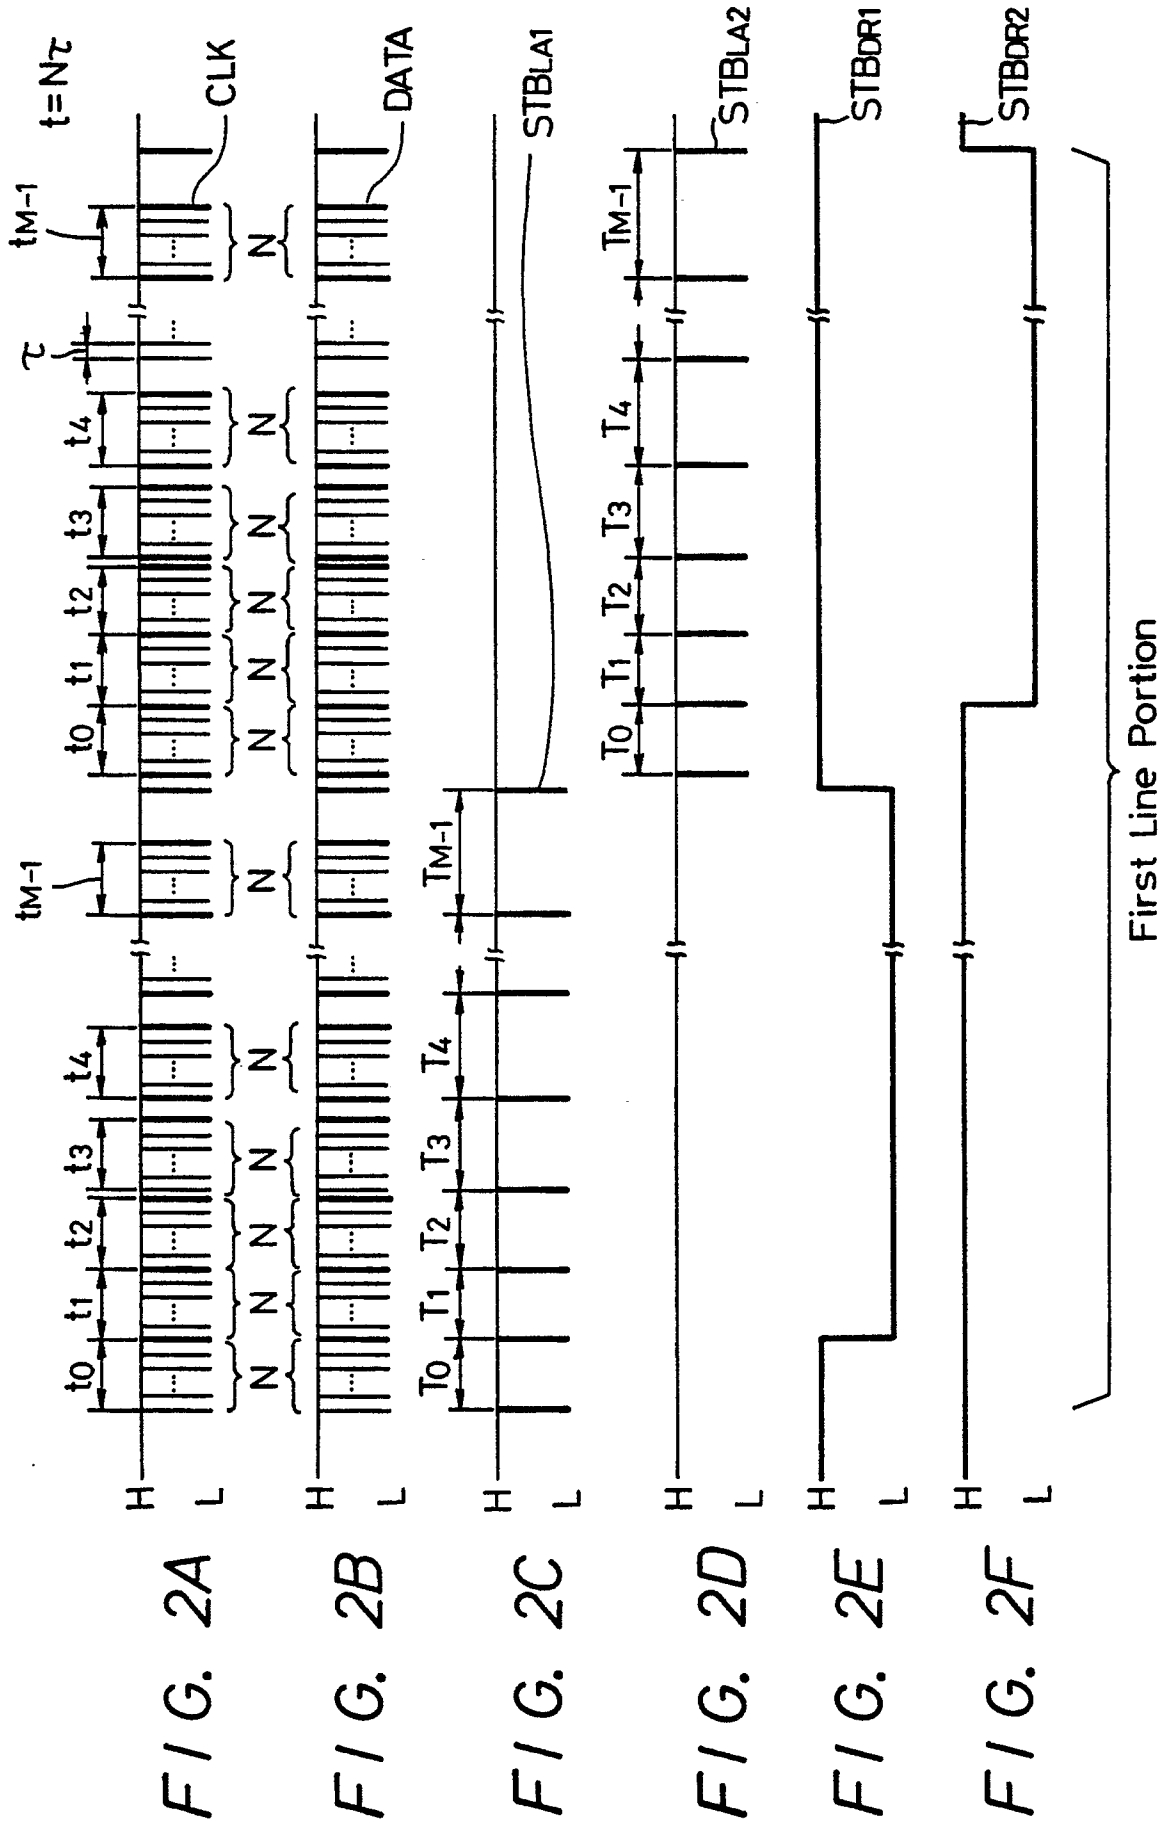 t=Nτ
FIG. 2A
H
L
t0 t1 t2 t3 t4 tM-1 t0 t1 t2 t3 t4 τ tM-1
CLK
N N N N N N N N N N N N
FIG. 2B
H
L
DATA
FIG. 2C
H
L
T0 T1 T2 T3 T4 TM-1
STBLA1
FIG. 2D
H
L
T0 T1 T2 T3 T4 TM-1
STBLA2
FIG. 2E
H
L
STBDR1
FIG. 2F
H
L
STBDR2
First Line Portion